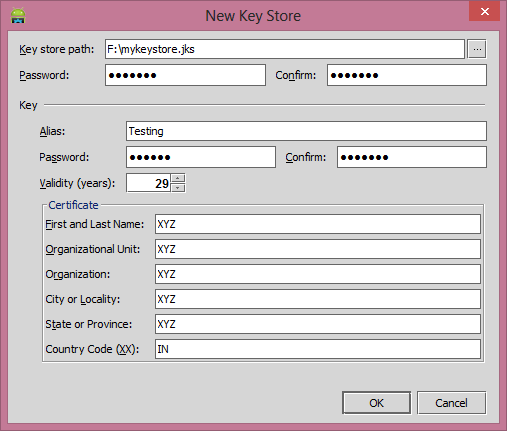 New Key Store
Key store path: F:\mykeystore.jks ...
Password: ●●●●●●● Confirm: ●●●●●●●
Key
Alias: Testing
Password: ●●●●●● Confirm: ●●●●●●●
Validity (years): 29
Certificate
First and Last Name: XYZ
Organizational Unit: XYZ
Organization: XYZ
City or Locality: XYZ
State or Province: XYZ
Country Code (XX): IN
OK Cancel